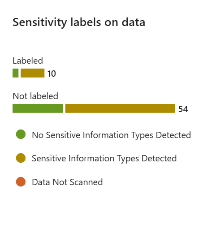 Sensitivity labels on data
Labeled
10
Not labeled
54
No Sensitive Information Types Detected
Sensitive Information Types Detected
Data Not Scanned